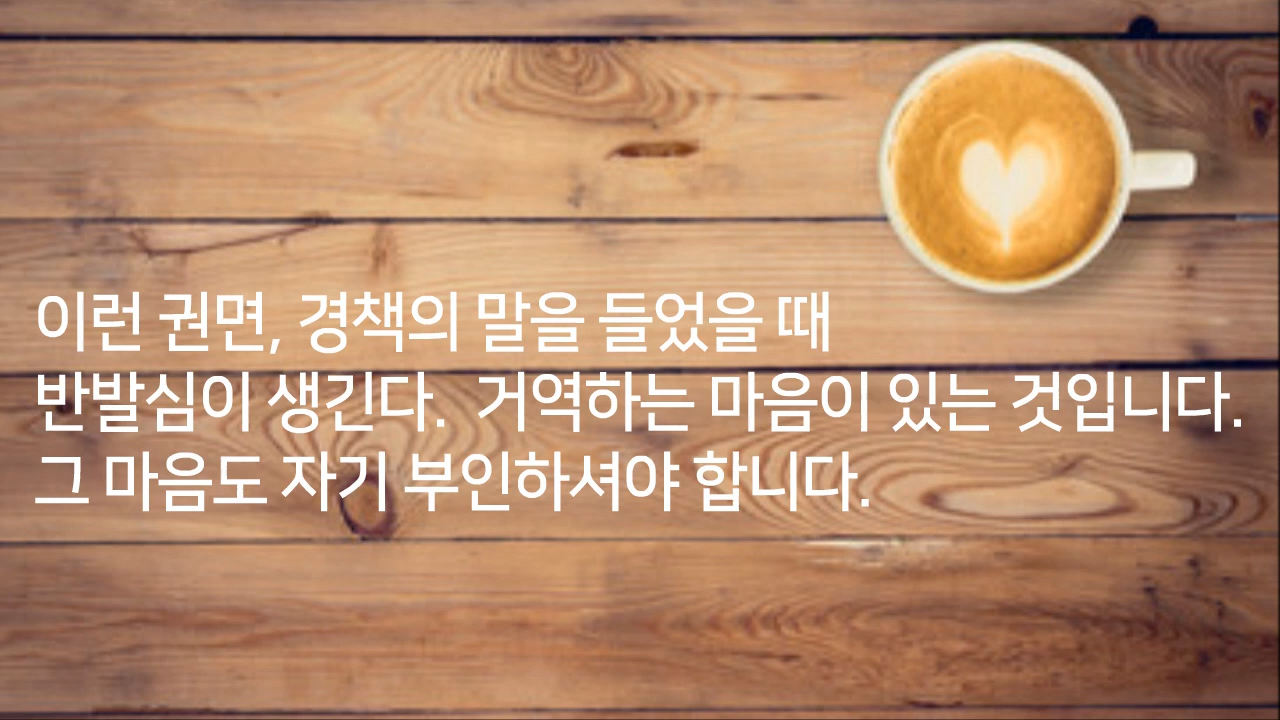 이런 권면, 경책의 말을 들었을 때
반발심이 생긴다.  거역하는 마음이 있는 것입니다.
그 마음도 자기 부인하셔야 합니다.